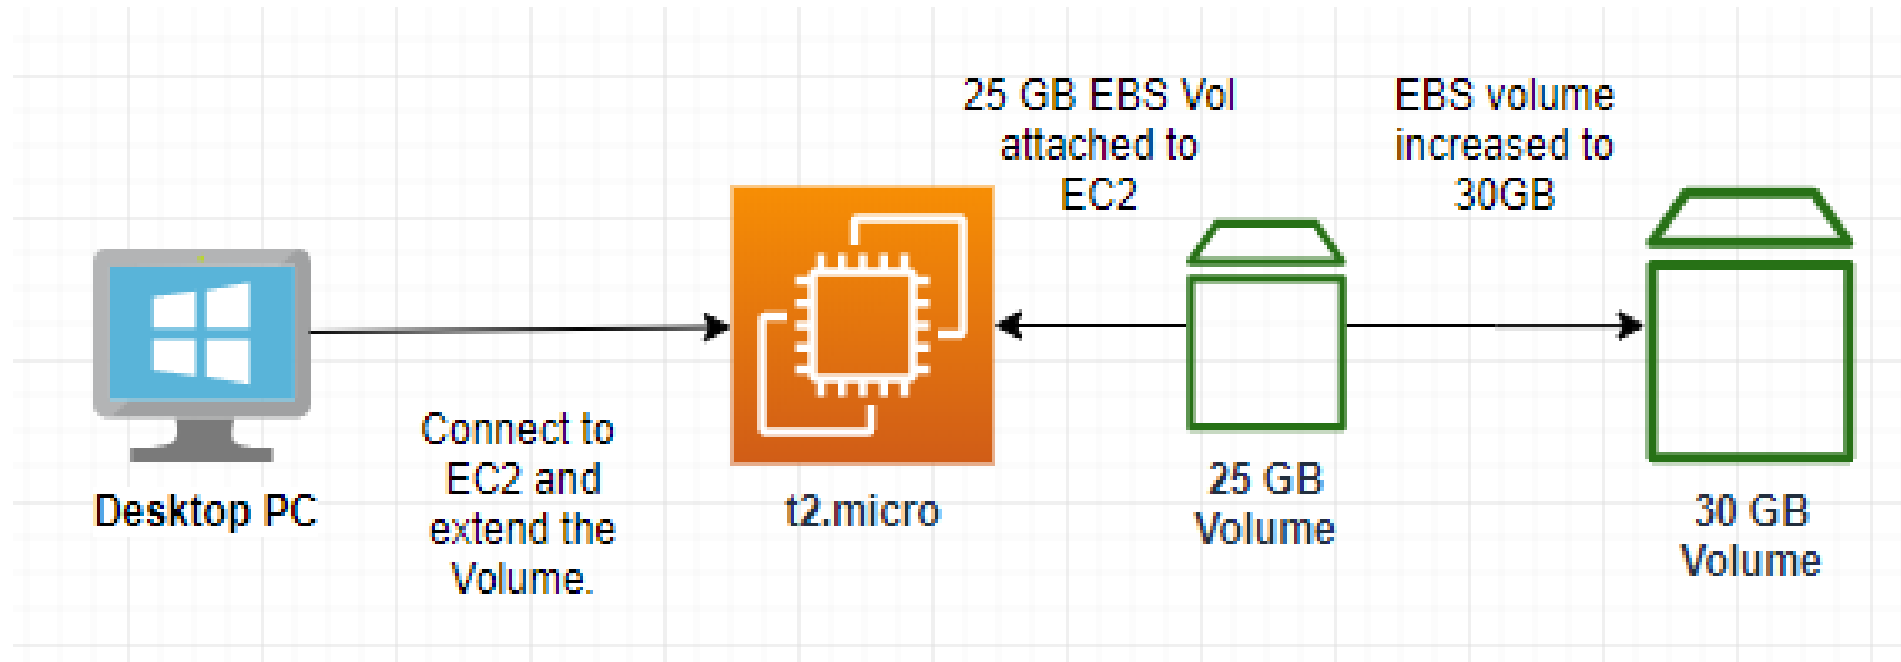 25 GB EBS Vol
attached to
EC2
EBS volume
increased to
30GB
Desktop PC
Connect to
EC2 and
extend the
Volume.
t2.micro
25 GB
Volume
30 GB
Volume